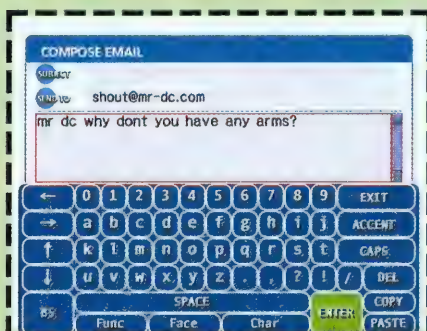 COMPOSE EMAIL
SUBJECT
SEND TO shout@mr-dc.com
mr dc why dont you have any arms?
← 0 1 2 3 4 5 6 7 8 9 EXIT
→ a b c d e f g h i j ACCENT
↑ k l m n o p q r s t CAPS
↓ u v w x y z . , ? ! / DEL
BS SPACE ENTER COPY
Func Face Char PASTE